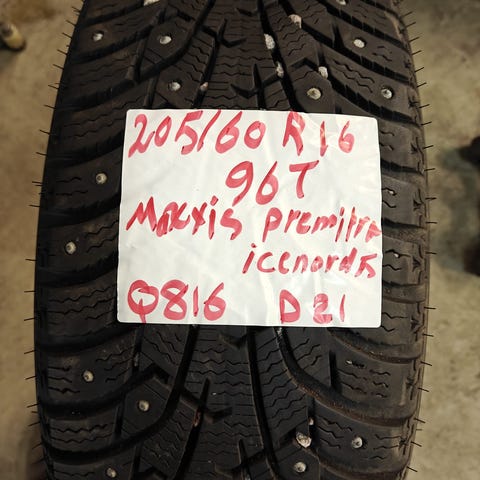 205/60 R16
96T
Maxxis premitra
icenord5
Q816 D21